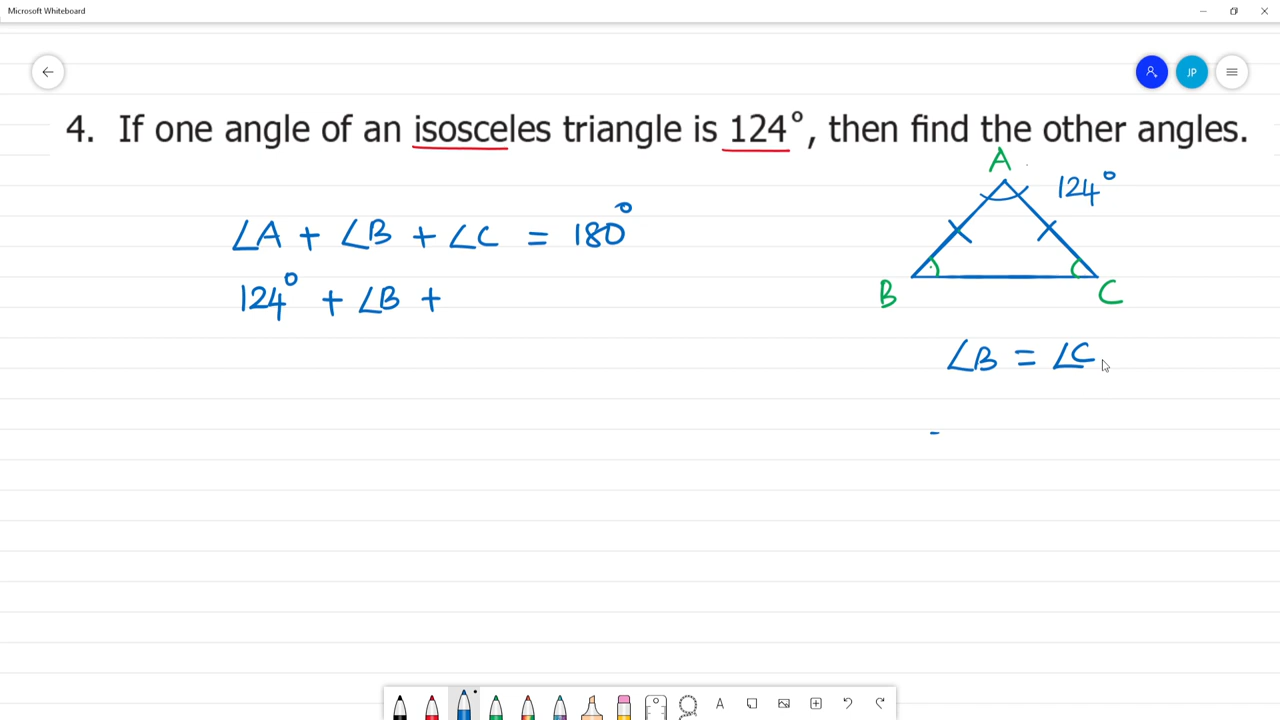 Microsoft Whiteboard
JP
4. If one angle of an isosceles triangle is 124°, then find the other angles.
A
124°
∠A + ∠B + ∠C = 180°
124° + ∠B +
B
C
∠B = ∠C
-
A